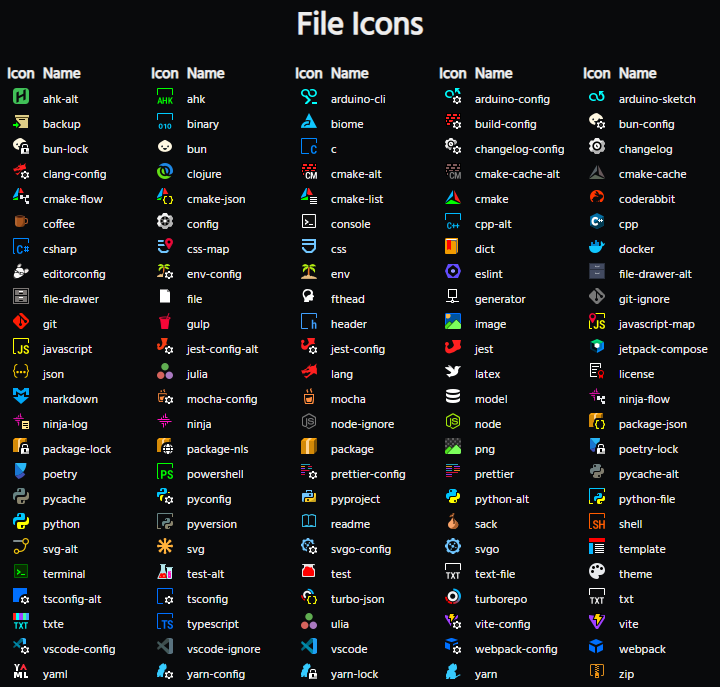 File Icons
Icon Name Icon Name Icon Name Icon Name Icon Name
ahk-alt AHK ahk arduino-cli arduino-config arduino-sketch
backup 010 binary biome build-config bun-config
bun-lock bun C c changelog-config changelog
clang-config clojure CM cmake-alt CM cmake-cache-alt cmake-cache
cmake-flow cmake-json cmake-list cmake coderabbit
coffee config console C++ cpp-alt C++ cpp
C# csharp css-map css dict docker
editorconfig env-config env eslint file-drawer-alt
file-drawer file fthead generator git-ignore
git gulp h header image JS javascript-map
JS javascript jest-config-alt jest-config jest jetpack-compose
json julia lang latex license
markdown mocha-config mocha model ninja-flow
ninja-log ninja JS node-ignore JS node package-json
package-lock package-nls package png poetry-lock
poetry PS powershell prettier-config prettier pycache-alt
pycache pyconfig pyproject python-alt python-file
python pyversion readme sack SH shell
svg-alt svg svgo-config svgo template
terminal test-alt test TXT text-file theme
tsconfig-alt tsconfig turbo-json turborepo TXT txt
TXT txte TS typescript ulia vite-config vite
vscode-config vscode-ignore vscode webpack-config webpack
YAML yaml yarn-config yarn-lock yarn zip